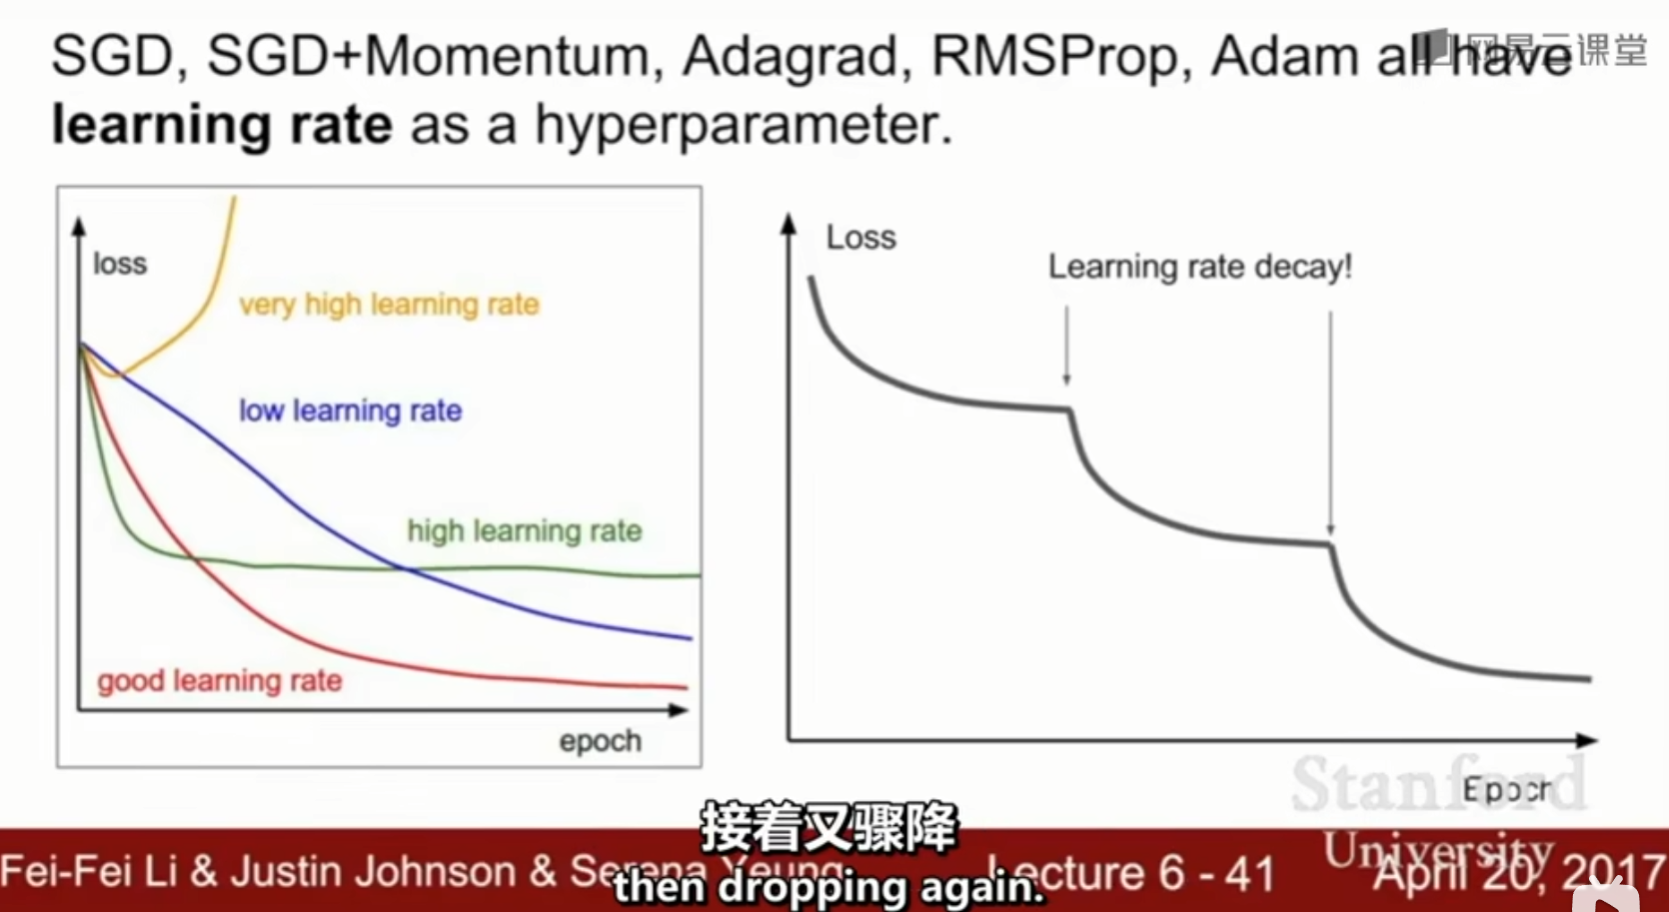 SGD, SGD+Momentum, Adagrad, RMSProp, Adam all have
网易云课堂
learning rate as a hyperparameter.
loss
very high learning rate
low learning rate
high learning rate
good learning rate
epoch
Loss
Learning rate decay!
Epoch
Stanford
University
接着又骤降
Fei-Fei Li & Justin Johnson & Serena Yeung
Lecture 6 - 41
April 20, 2017
then dropping again.